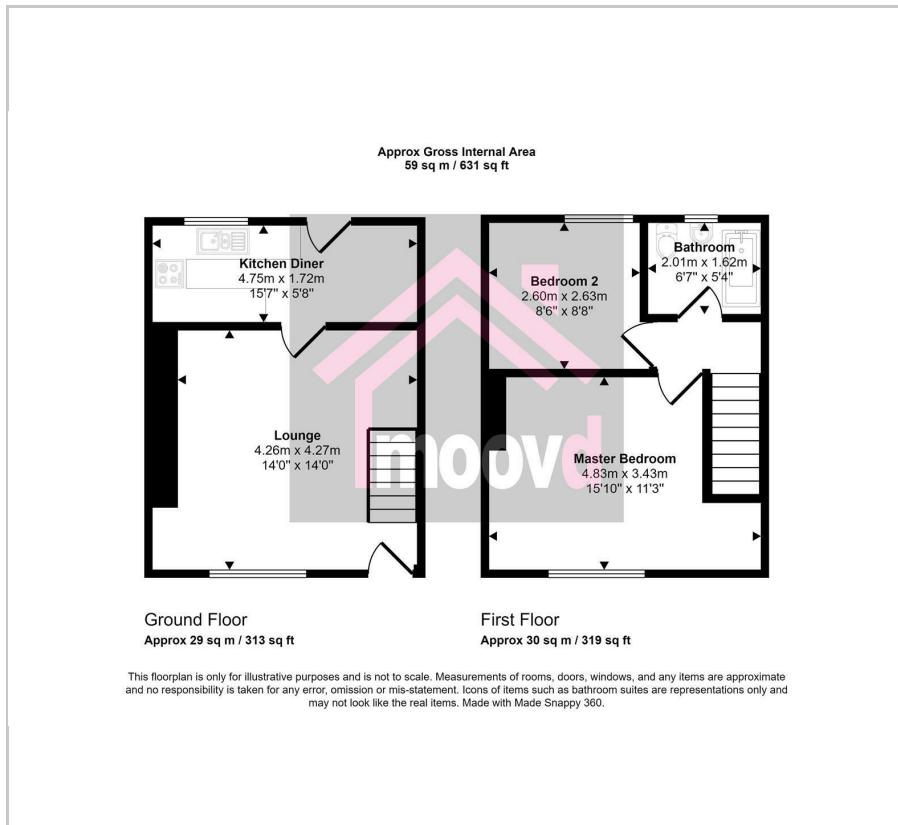 Approx Gross Internal Area
59 sq m / 631 sq ft
Kitchen Diner
4.75m x 1.72m
15'7" x 5'8"
Lounge
4.26m x 4.27m
14'0" x 14'0"
Bedroom 2
2.60m x 2.63m
8'6" x 8'8"
Bathroom
2.01m x 1.62m
6'7" x 5'4"
Master Bedroom
4.83m x 3.43m
15'10" x 11'3"
moovd
Ground Floor
Approx 29 sq m / 313 sq ft
First Floor
Approx 30 sq m / 319 sq ft
This floorplan is only for illustrative purposes and is not to scale. Measurements of rooms, doors, windows, and any items are approximate
and no responsibility is taken for any error, omission or mis-statement. Icons of items such as bathroom suites are representations only and
may not look like the real items. Made with Made Snappy 360.